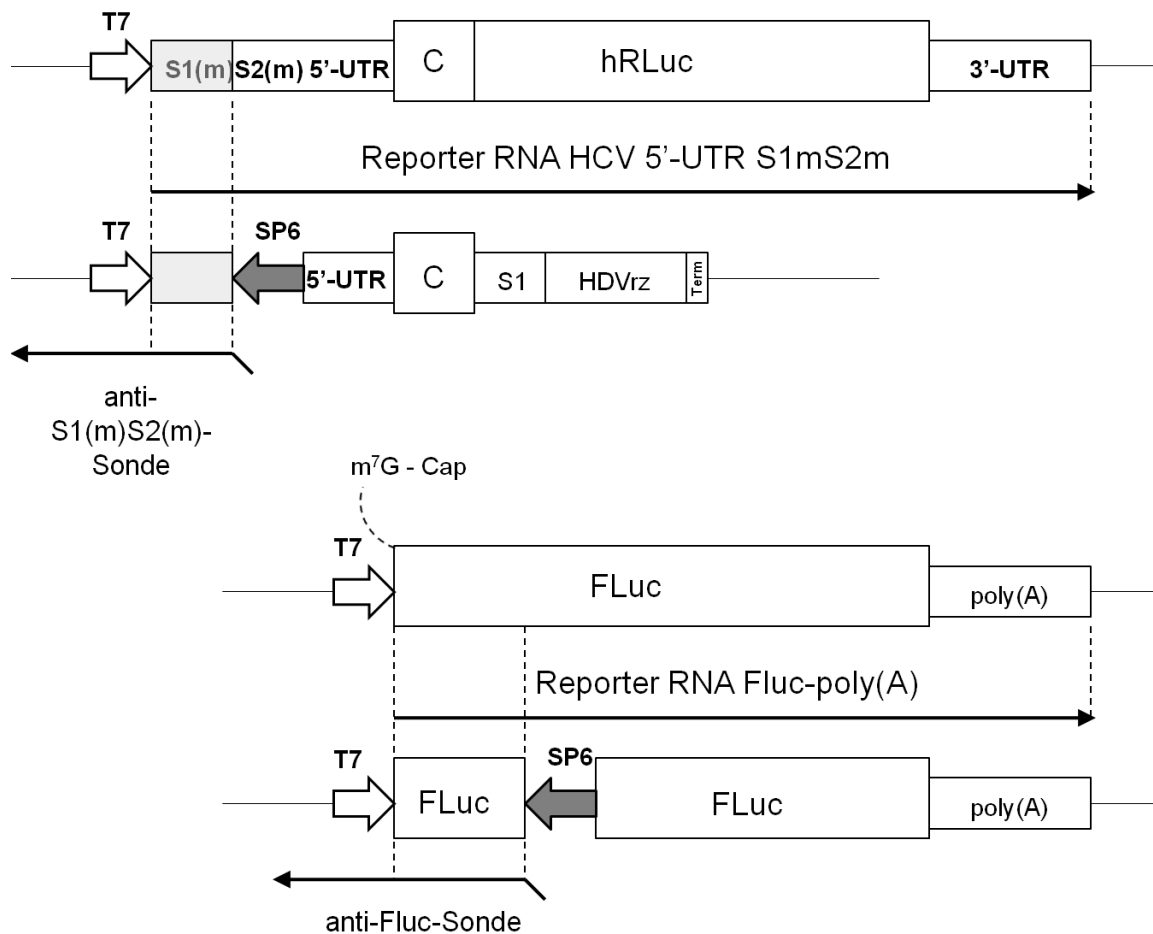 T7
S1(m) S2(m) 5'-UTR C hRLuc 3'-UTR
Reporter RNA HCV 5'-UTR S1mS2m
T7 SP6
5'-UTR C S1 HDVrz Term
anti-
S1(m)S2(m)-
Sonde
m⁷G - Cap
T7
FLuc poly(A)
Reporter RNA Fluc-poly(A)
T7 SP6
FLuc FLuc poly(A)
anti-Fluc-Sonde